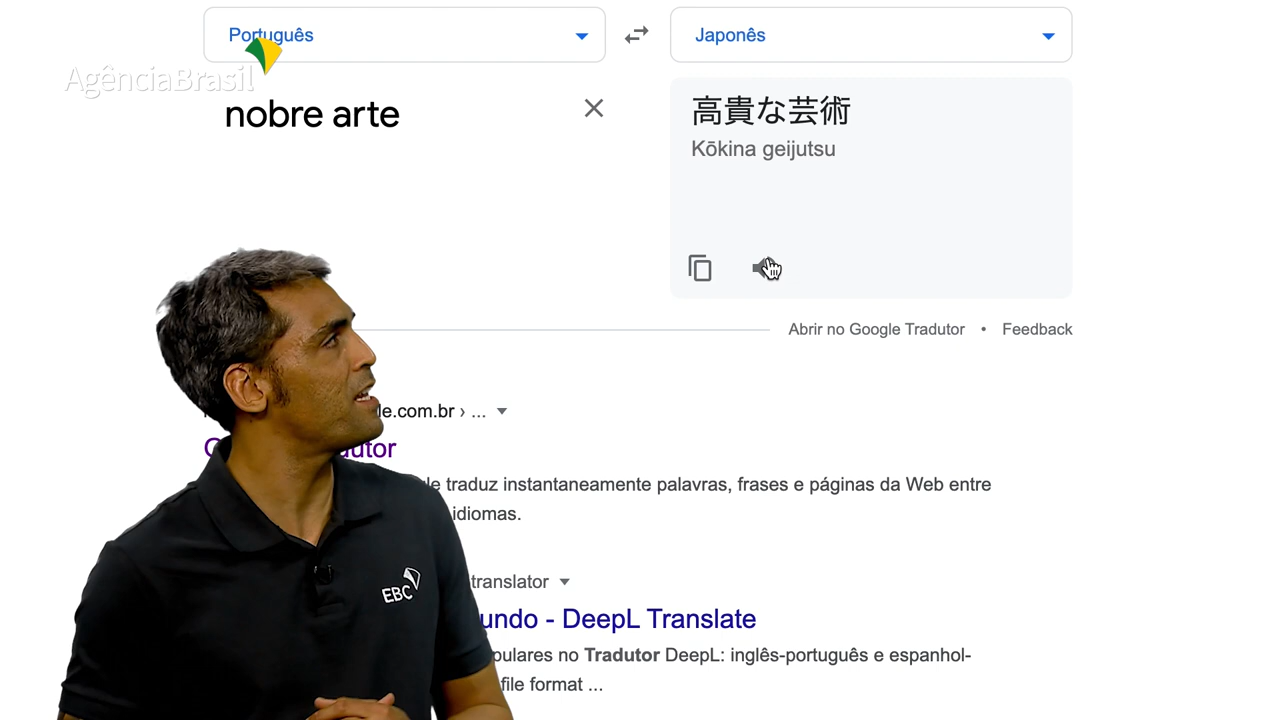 Português
Japonês
AgênciaBrasil
nobre arte
高貴な芸術
Kōkina geijutsu
Abrir no Google Tradutor • Feedback
le.com.br › ...
utor
le traduz instantaneamente palavras, frases e páginas da Web entre
idiomas.
EBC
translator
undo - DeepL Translate
pulares no Tradutor DeepL: inglês-português e espanhol-
file format ...